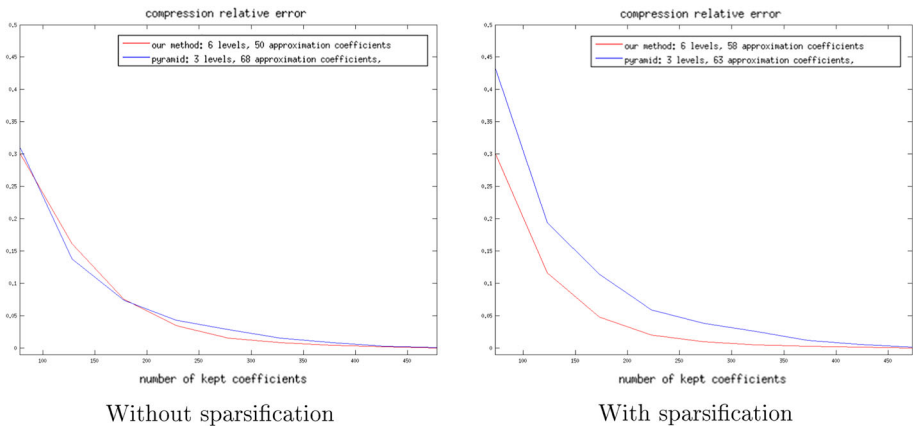 compression relative error
our method: 6 levels, 50 approximation coefficients
pyramid: 3 levels, 68 approximation coefficients,
0.5
0.45
0.4
0.35
0.3
0.25
0.2
0.15
0.1
0.05
0
100 150 200 250 300 350 400 450
number of kept coefficients
Without sparsification
compression relative error
our method: 6 levels, 58 approximation coefficients
pyramid: 3 levels, 63 approximation coefficients,
0.5
0.45
0.4
0.35
0.3
0.25
0.2
0.15
0.1
0.05
0
100 150 200 250 300 350 400 450
number of kept coefficients
With sparsification